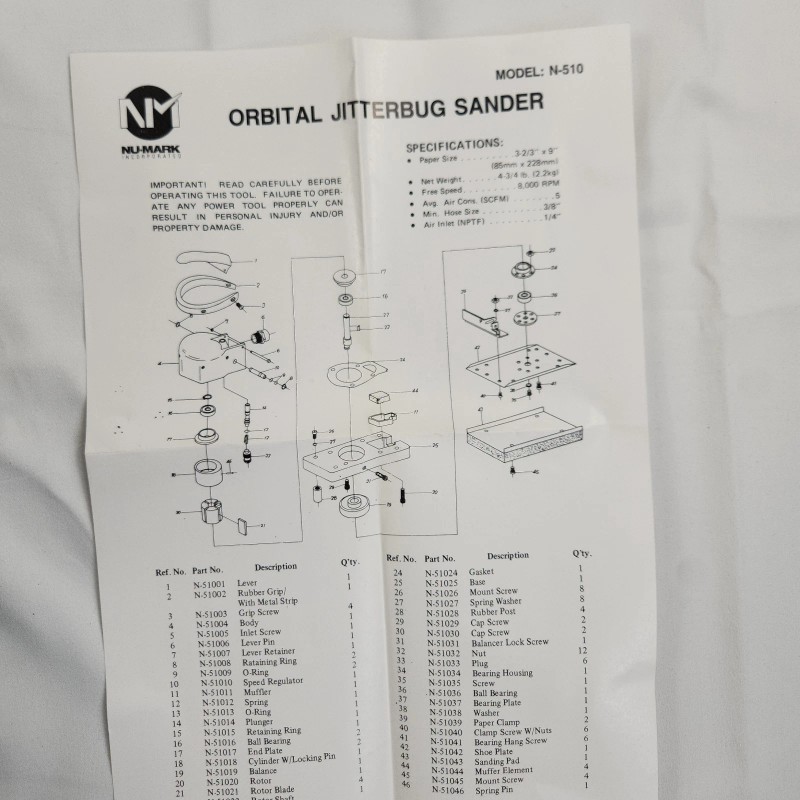 MODEL: N-510
NM
NU-MARK
INCORPORATED
ORBITAL JITTERBUG SANDER
IMPORTANT! READ CAREFULLY BEFORE
OPERATING THIS TOOL. FAILURE TO OPER-
ATE ANY POWER TOOL PROPERLY CAN
RESULT IN PERSONAL INJURY AND/OR
PROPERTY DAMAGE.
SPECIFICATIONS:
• Paper Size . . . . . . . . . 3-2/3" x 9"
(85mm x 228mm)
• Net Weight . . . . . . 4-3/4 lb. (2.2kg)
• Free Speed . . . . . . . . . 8,000 RPM
• Avg. Air Cons. (SCFM) . . . . . . . 5
• Min. Hose Size . . . . . . . . . . 3/8"
• Air Inlet (NPTF) . . . . . . . . . 1/4"
Ref. No. Part No. Description Q'ty.
1 N-51001 Lever 1
2 N-51002 Rubber Grip/ 1
With Metal Strip
3 N-51003 Grip Screw 4
4 N-51004 Body 1
5 N-51005 Inlet Screw 1
6 N-51006 Lever Pin 1
7 N-51007 Lever Retainer 2
8 N-51008 Rataining Ring 2
9 N-51009 O-Ring 1
10 N-51010 Speed Regulator 1
11 N-51011 Muffler 1
12 N-51012 Spring 1
13 N-51013 O-Ring 1
14 N-51014 Plunger 1
15 N-51015 Retaining Ring 2
16 N-51016 Ball Bearing 2
17 N-51017 End Plate 1
18 N-51018 Cylinder W/Locking Pin 1
19 N-51019 Balance 1
20 N-51020 Rotor
21 N-51021 Rotor Blade
Rotor Shaft
Ref. No. Part No. Description Q'ty.
24 N-51024 Gasket 1
25 N-51025 Base 1
26 N-51026 Mount Screw 8
27 N-51027 Spring Washer 8
28 N-51028 Rubber Post 4
29 N-51029 Cap Screw 2
30 N-51030 Cap Screw 2
31 N-51031 Balancer Lock Screw 1
32 N-51032 Nut 12
33 N-51033 Plug 6
34 N-51034 Bearing Housing 1
35 N-51035 Screw 1
36 N-51036 Ball Bearing 1
37 N-51037 Bearing Plate 1
38 N-51038 Washer 1
39 N-51039 Paper Clamp 2
40 N-51040 Clamp Screw W/Nuts 6
41 N-51041 Bearing Hang Screw 6
42 N-51042 Shoe Plate 1
43 N-51043 Sanding Pad 1
44 N-51044 Muffer Element
45 N-51045 Mount Screw 4
46 N-51046 Spring Pin 1